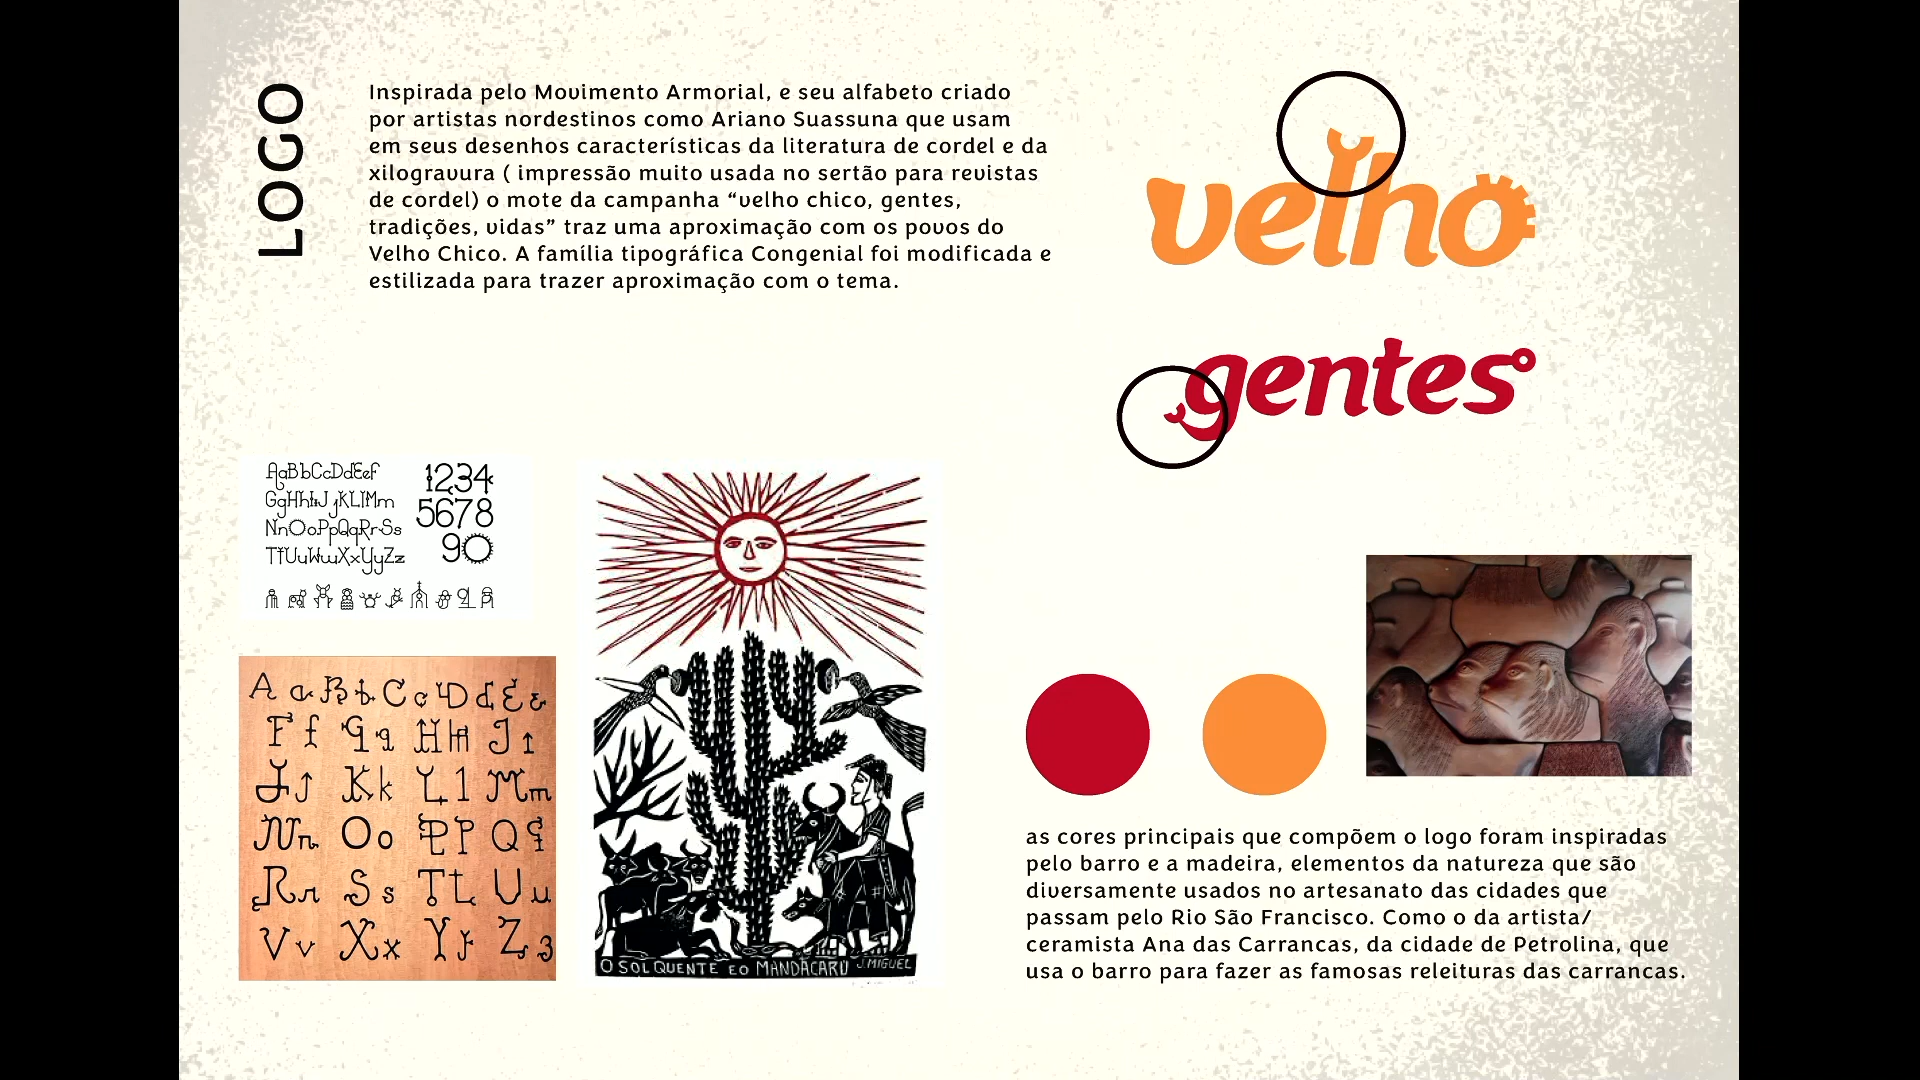 LOGO
Inspirada pelo Movimento Armorial, e seu alfabeto criado
por artistas nordestinos como Ariano Suassuna que usam
em seus desenhos características da literatura de cordel e da
xilogravura ( impressão muito usada no sertão para revistas
de cordel) o mote da campanha “velho chico, gentes,
tradições, vidas” traz uma aproximação com os povos do
Velho Chico. A família tipográfica Congenial foi modificada e
estilizada para trazer aproximação com o tema.
velho
gentes
AaBbCcDdEef
GgHhIiJjKLlMm
NnOoPpQqRrSs
TtUuWwXxYyZz
1234
5678
90
A a B b C c D d E e
F f G g H h I i
J j K k L l M m
N n O o P p Q q
R r S s T t U u
V v X x Y y Z z
O SOL QUENTE E O MANDACARU J. MIGUEL
as cores principais que compõem o logo foram inspiradas
pelo barro e a madeira, elementos da natureza que são
diversamente usados no artesanato das cidades que
passam pelo Rio São Francisco. Como o da artista/
ceramista Ana das Carrancas, da cidade de Petrolina, que
usa o barro para fazer as famosas releituras das carrancas.